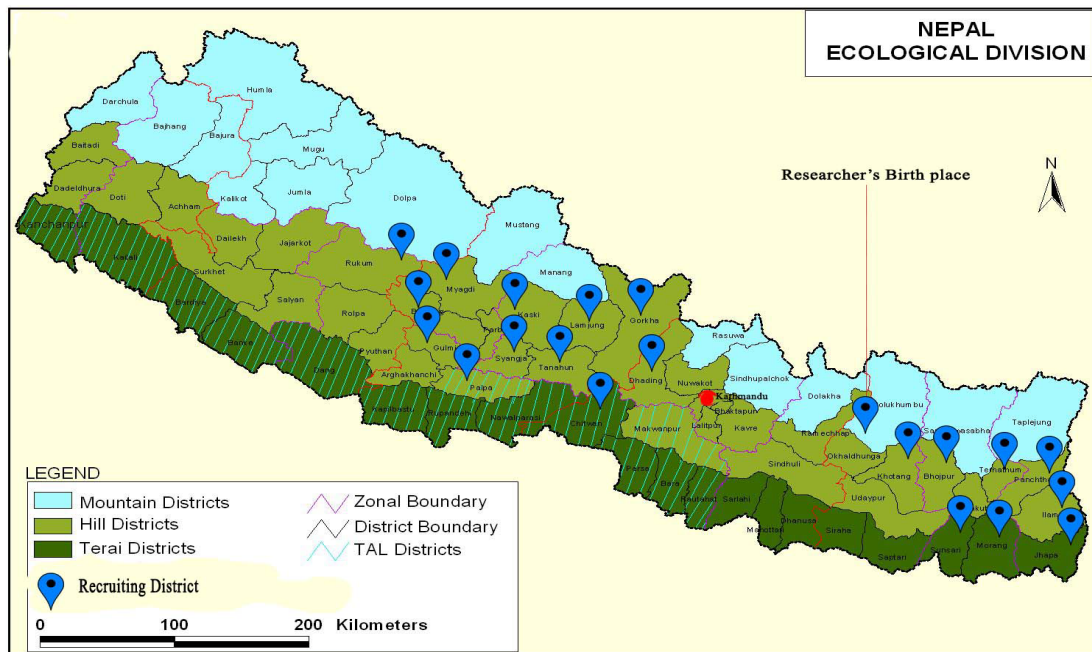 NEPAL
ECOLOGICAL DIVISION
Researcher's Birth place
N
Humla
Darchula
Bajhang
Bajura
Mugu
Baitadi
Dadeldhura
Doti
Achham
Kalikot
Jumla
Dolpa
Mustang
Manang
Kanchanpur
Kailali
Dailekh
Jajarkot
Rukum
Myagdi
Surkhet
Kaski
Lamjung
Gorkha
Bardiya
Salyan
Rolpa
Rasuwa
Banke
Pyuthan
Gulmi
Syangja
Tanahun
Dhading
Nuwakot
Sindhupalchok
Dang
Arghakhanchi
Palpa
Kathmandu
Dolakha
Taplejung
Kapilbastu
Rupandehi
Nawalparasi
Chitwan
Makwanpur
Bhaktapur
Lalitpur
Kavre
Ramechhap
Okhaldhunga
Khotang
Bhojpur
Sindhuli
Udaypur
Parsa
Bara
Rautahat
Sarlahi
Mahottari
Dhanusa
Siraha
Saptari
Sunsari
Morang
Jhapa
LEGEND
Mountain Districts
Hill Districts
Terai Districts
Recruiting District
Zonal Boundary
District Boundary
TAL Districts
0 100 200 Kilometers